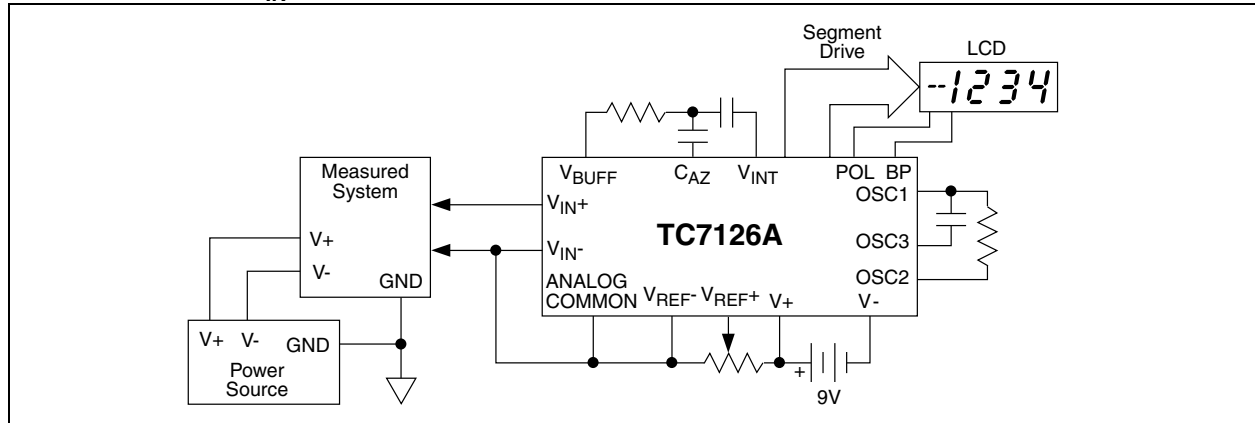 IN
Segment
Drive
LCD
--1234
Measured
System
V+
V-
GND
V+ V- GND
Power
Source
VBUFF CAZ VINT POL BP
OSC1
VIN+
TC7126A
VIN-
OSC3
OSC2
ANALOG
COMMON VREF- VREF+ V+ V-
+
9V